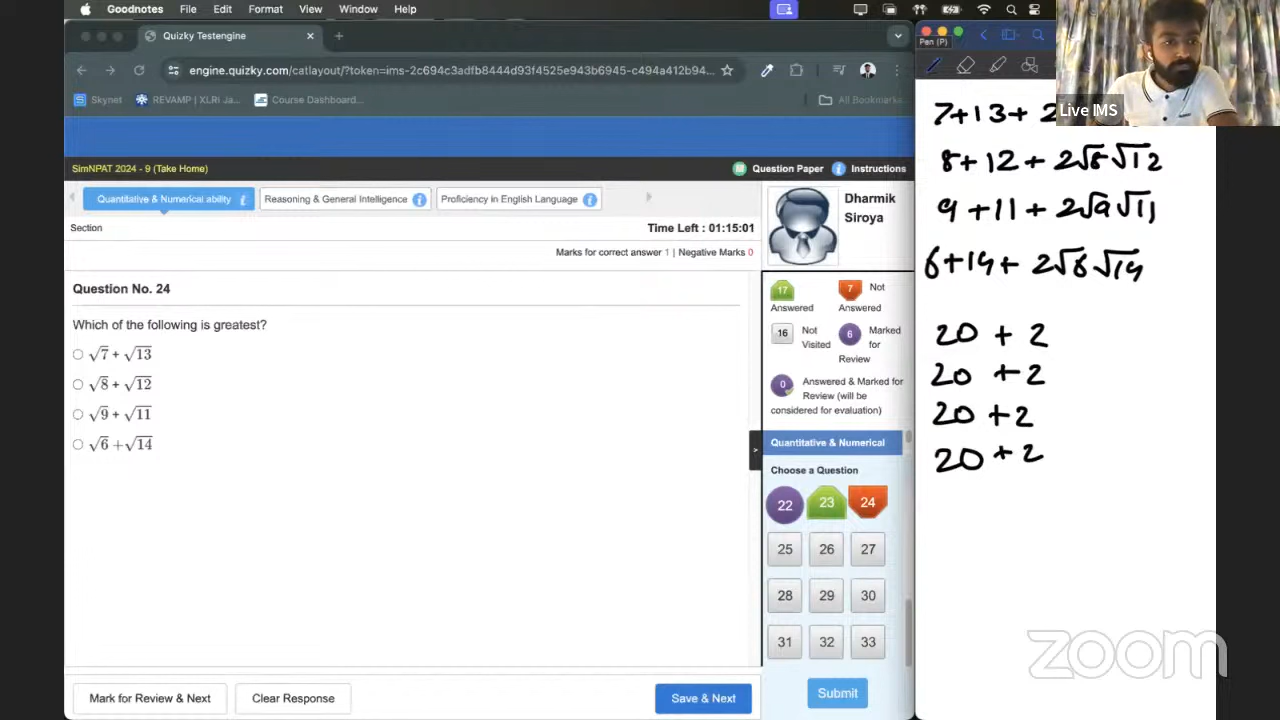 Goodnotes File Edit Format View Window Help
Quizky Testengine
engine.quizky.com/catlayout/?token=ims-2c694c3adfb8444d93f4525e943b6945-c494a412b94...
Skynet REVAMP | XLRi Ja... Course Dashboard...
All Bookmarks
SimNPAT 2024 - 9 (Take Home)
Question Paper Instructions
Quantitative & Numerical ability Reasoning & General Intelligence Proficiency in English Language
Section
Time Left : 01:15:01
Marks for correct answer 1 | Negative Marks 0
Question No. 24
Which of the following is greatest?
√7 + √13
√8 + √12
√9 + √11
√6 + √14
Mark for Review & Next
Clear Response
Save & Next
Dharmik
Siroya
17 Answered
7 Not Answered
16 Not Visited
6 Marked for Review
0 Answered & Marked for
Review (will be
considered for evaluation)
Quantitative & Numerical
Choose a Question
22 23 24
25 26 27
28 29 30
31 32 33
Submit
Pen (P)
Live IMS
7+13+ 2
8+12+2√8√12
9+11+2√9√11
6+14+2√6√14
20 + 2
20 +2
20 +2
20 +2
zoom